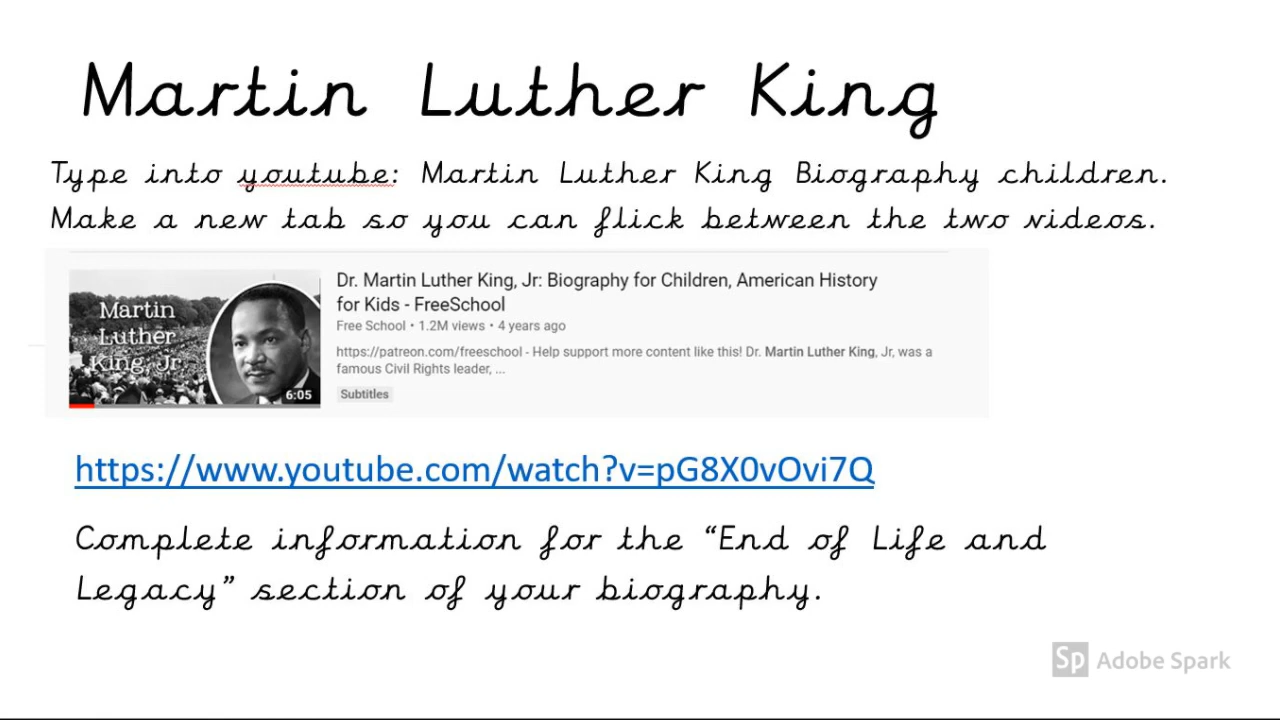 Martin Luther King
Type into youtube: Martin Luther King Biography children.
Make a new tab so you can flick between the two videos.
Martin
Luther
King, Jr.
6:05
Dr. Martin Luther King, Jr: Biography for Children, American History
for Kids - FreeSchool
Free School • 1.2M views • 4 years ago
https://patreon.com/freeschool - Help support more content like this! Dr. Martin Luther King, Jr, was a
famous Civil Rights leader, ...
Subtitles
https://www.youtube.com/watch?v=pG8X0vOvi7Q
Complete information for the “End of Life and
Legacy” section of your biography.
Sp Adobe Spark